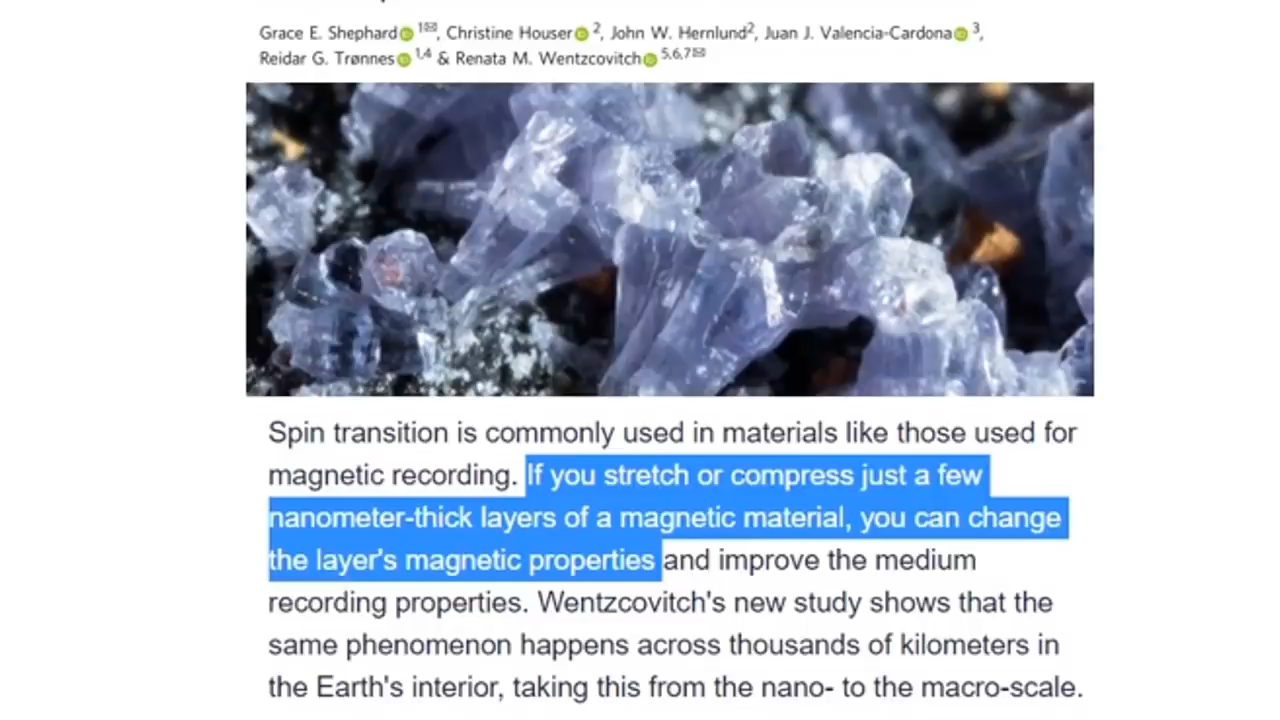 Grace E. Shephard 1✉, Christine Houser 2, John W. Hernlund2, Juan J. Valencia-Cardona 3,
Reidar G. Trønnes 1,4 & Renata M. Wentzcovitch 5,6,7✉
Spin transition is commonly used in materials like those used for
magnetic recording. If you stretch or compress just a few
nanometer-thick layers of a magnetic material, you can change
the layer's magnetic properties and improve the medium
recording properties. Wentzcovitch's new study shows that the
same phenomenon happens across thousands of kilometers in
the Earth's interior, taking this from the nano- to the macro-scale.